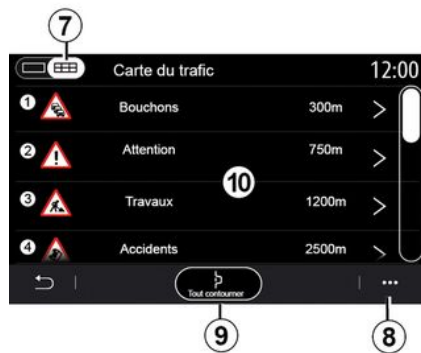 7
Carte du trafic 12:00
1 Bouchons 300m
2 Attention 750m
10
3 Travaux 1200m
4 Accidents 2500m
Tout contourner
9 8